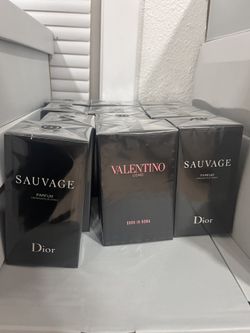 SAUVAGE
PARFUM
Dior
VALENTINO
UOMO
BORN IN ROMA
SAUVAGE
PARFUM
Dior